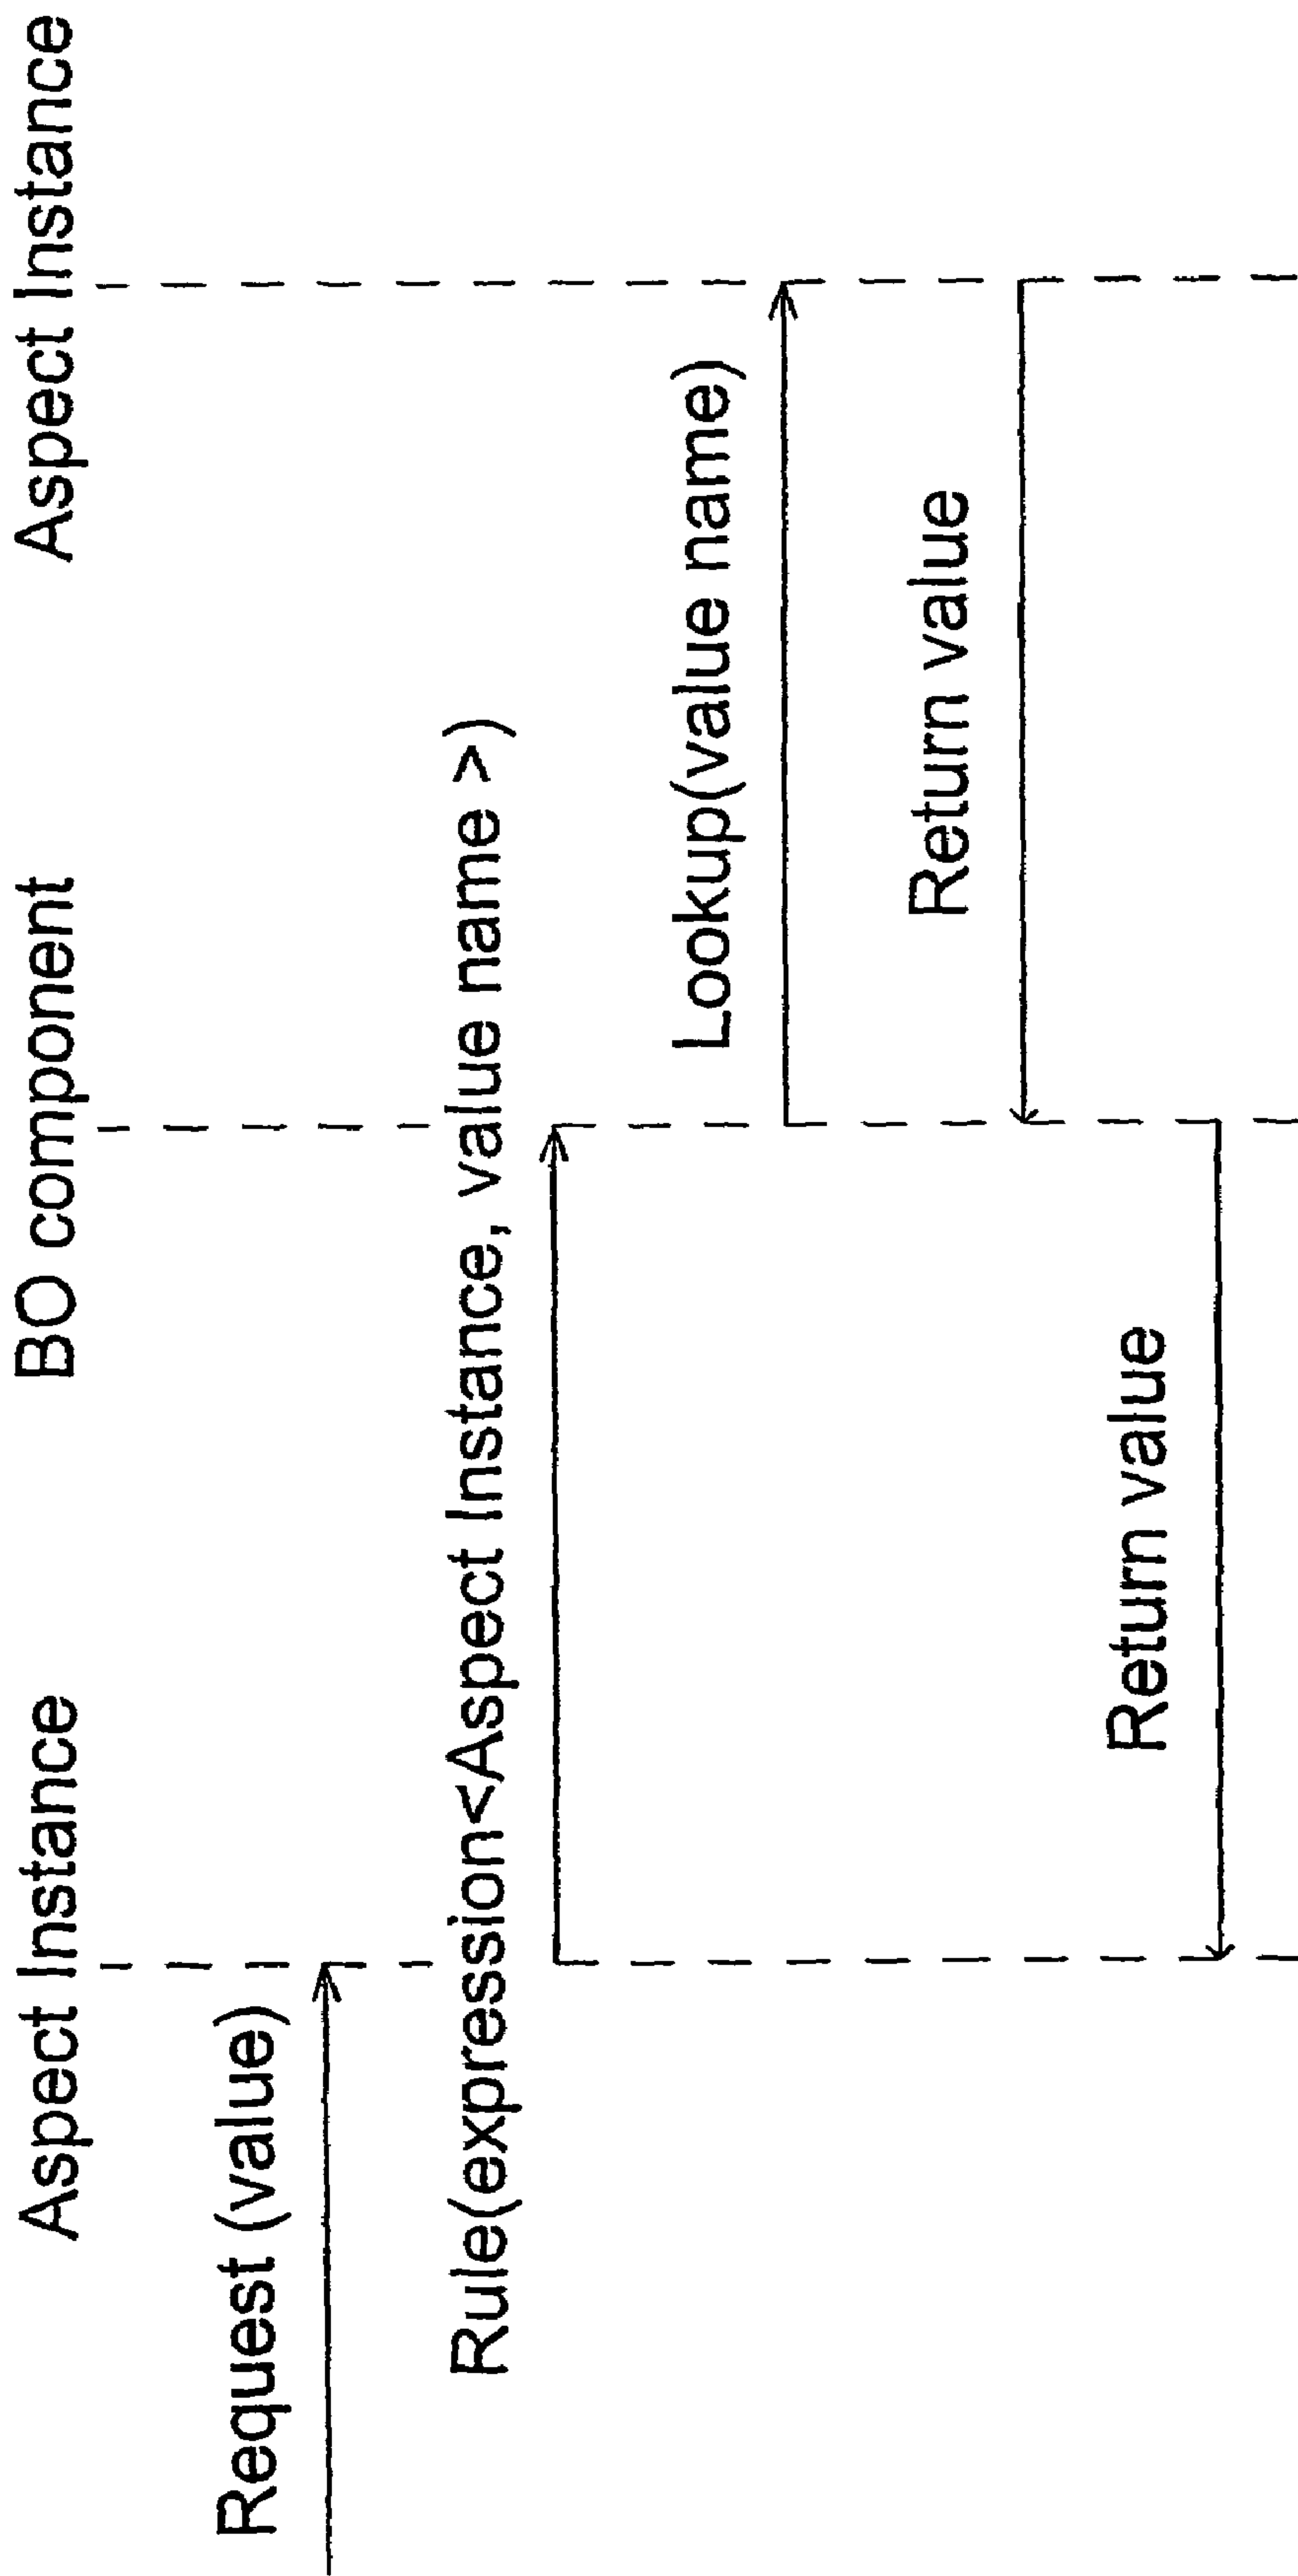 Aspect Instance
BO component
Aspect Instance
Request (value)
Rule(expression<Aspect Instance, value name >)
Lookup(value name)
Return value
Return value